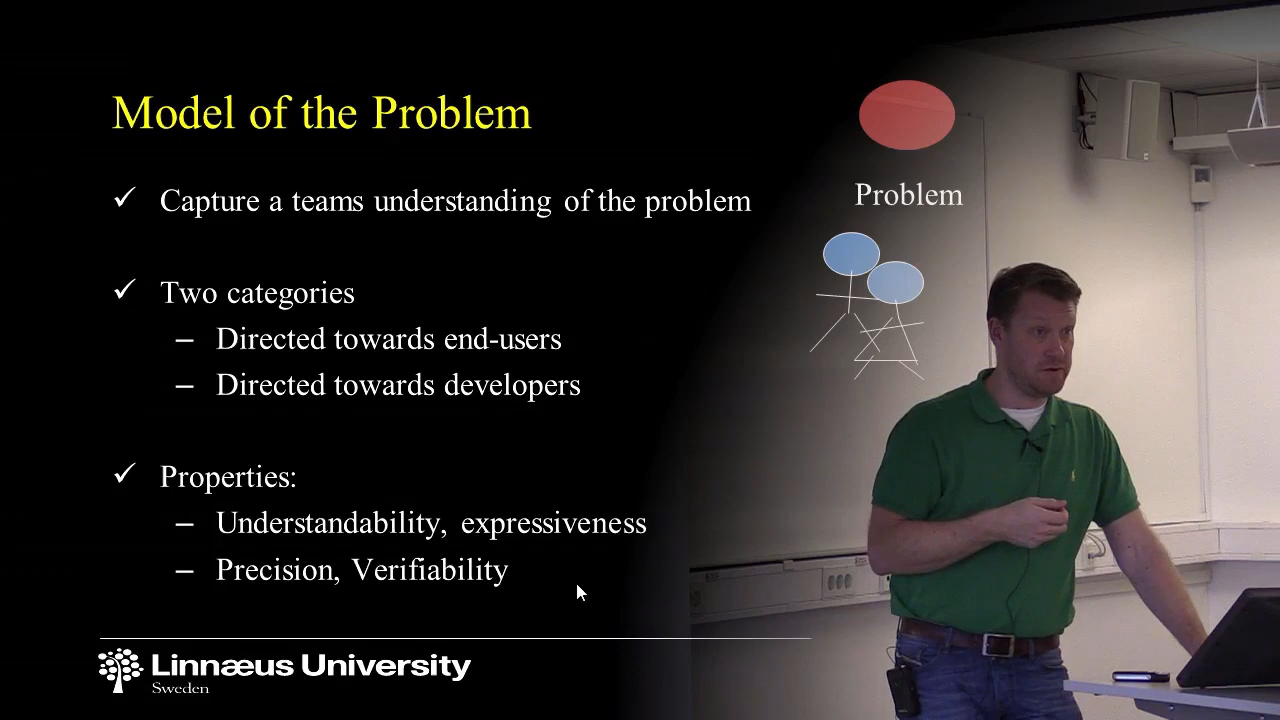 Model of the Problem
✓ Capture a teams understanding of the problem
✓ Two categories
– Directed towards end-users
– Directed towards developers
✓ Properties:
– Understandability, expressiveness
– Precision, Verifiability
Problem
Linnæus University
Sweden